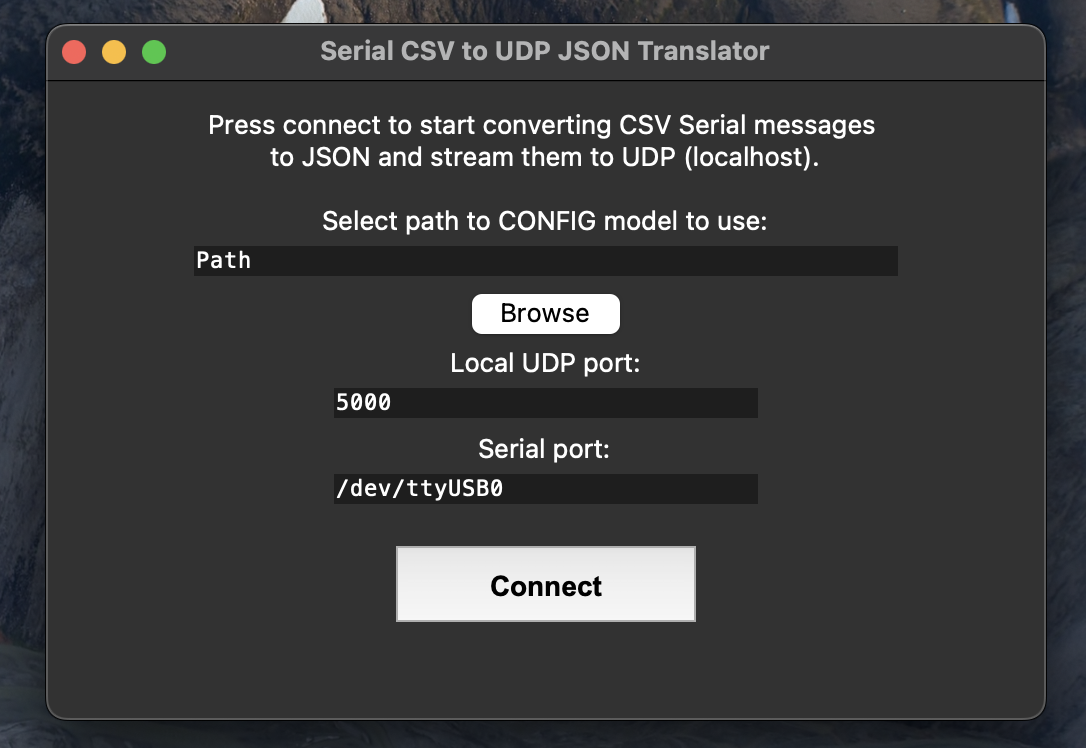 Serial CSV to UDP JSON Translator
Press connect to start converting CSV Serial messages
to JSON and stream them to UDP (localhost).
Select path to CONFIG model to use:
Path
Browse
Local UDP port:
5000
Serial port:
/dev/ttyUSB0
Connect